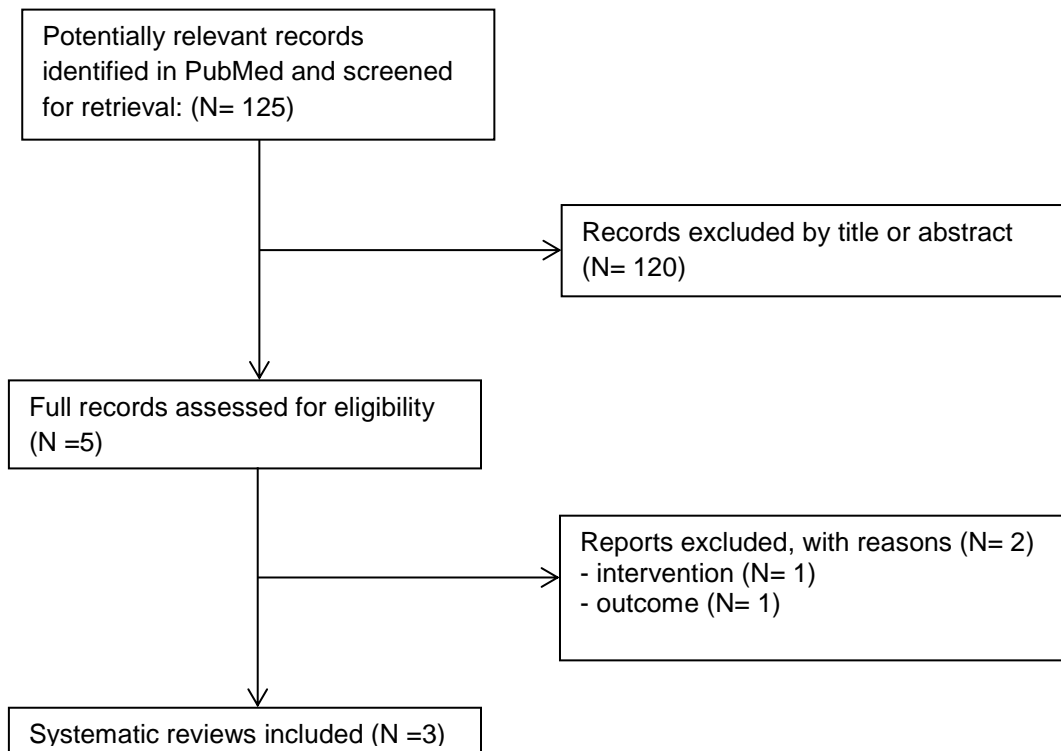 Potentially relevant records
identified in PubMed and screened
for retrieval: (N= 125)
Records excluded by title or abstract
(N= 120)
Full records assessed for eligibility
(N =5)
Reports excluded, with reasons (N= 2)
- intervention (N= 1)
- outcome (N= 1)
Systematic reviews included (N =3)